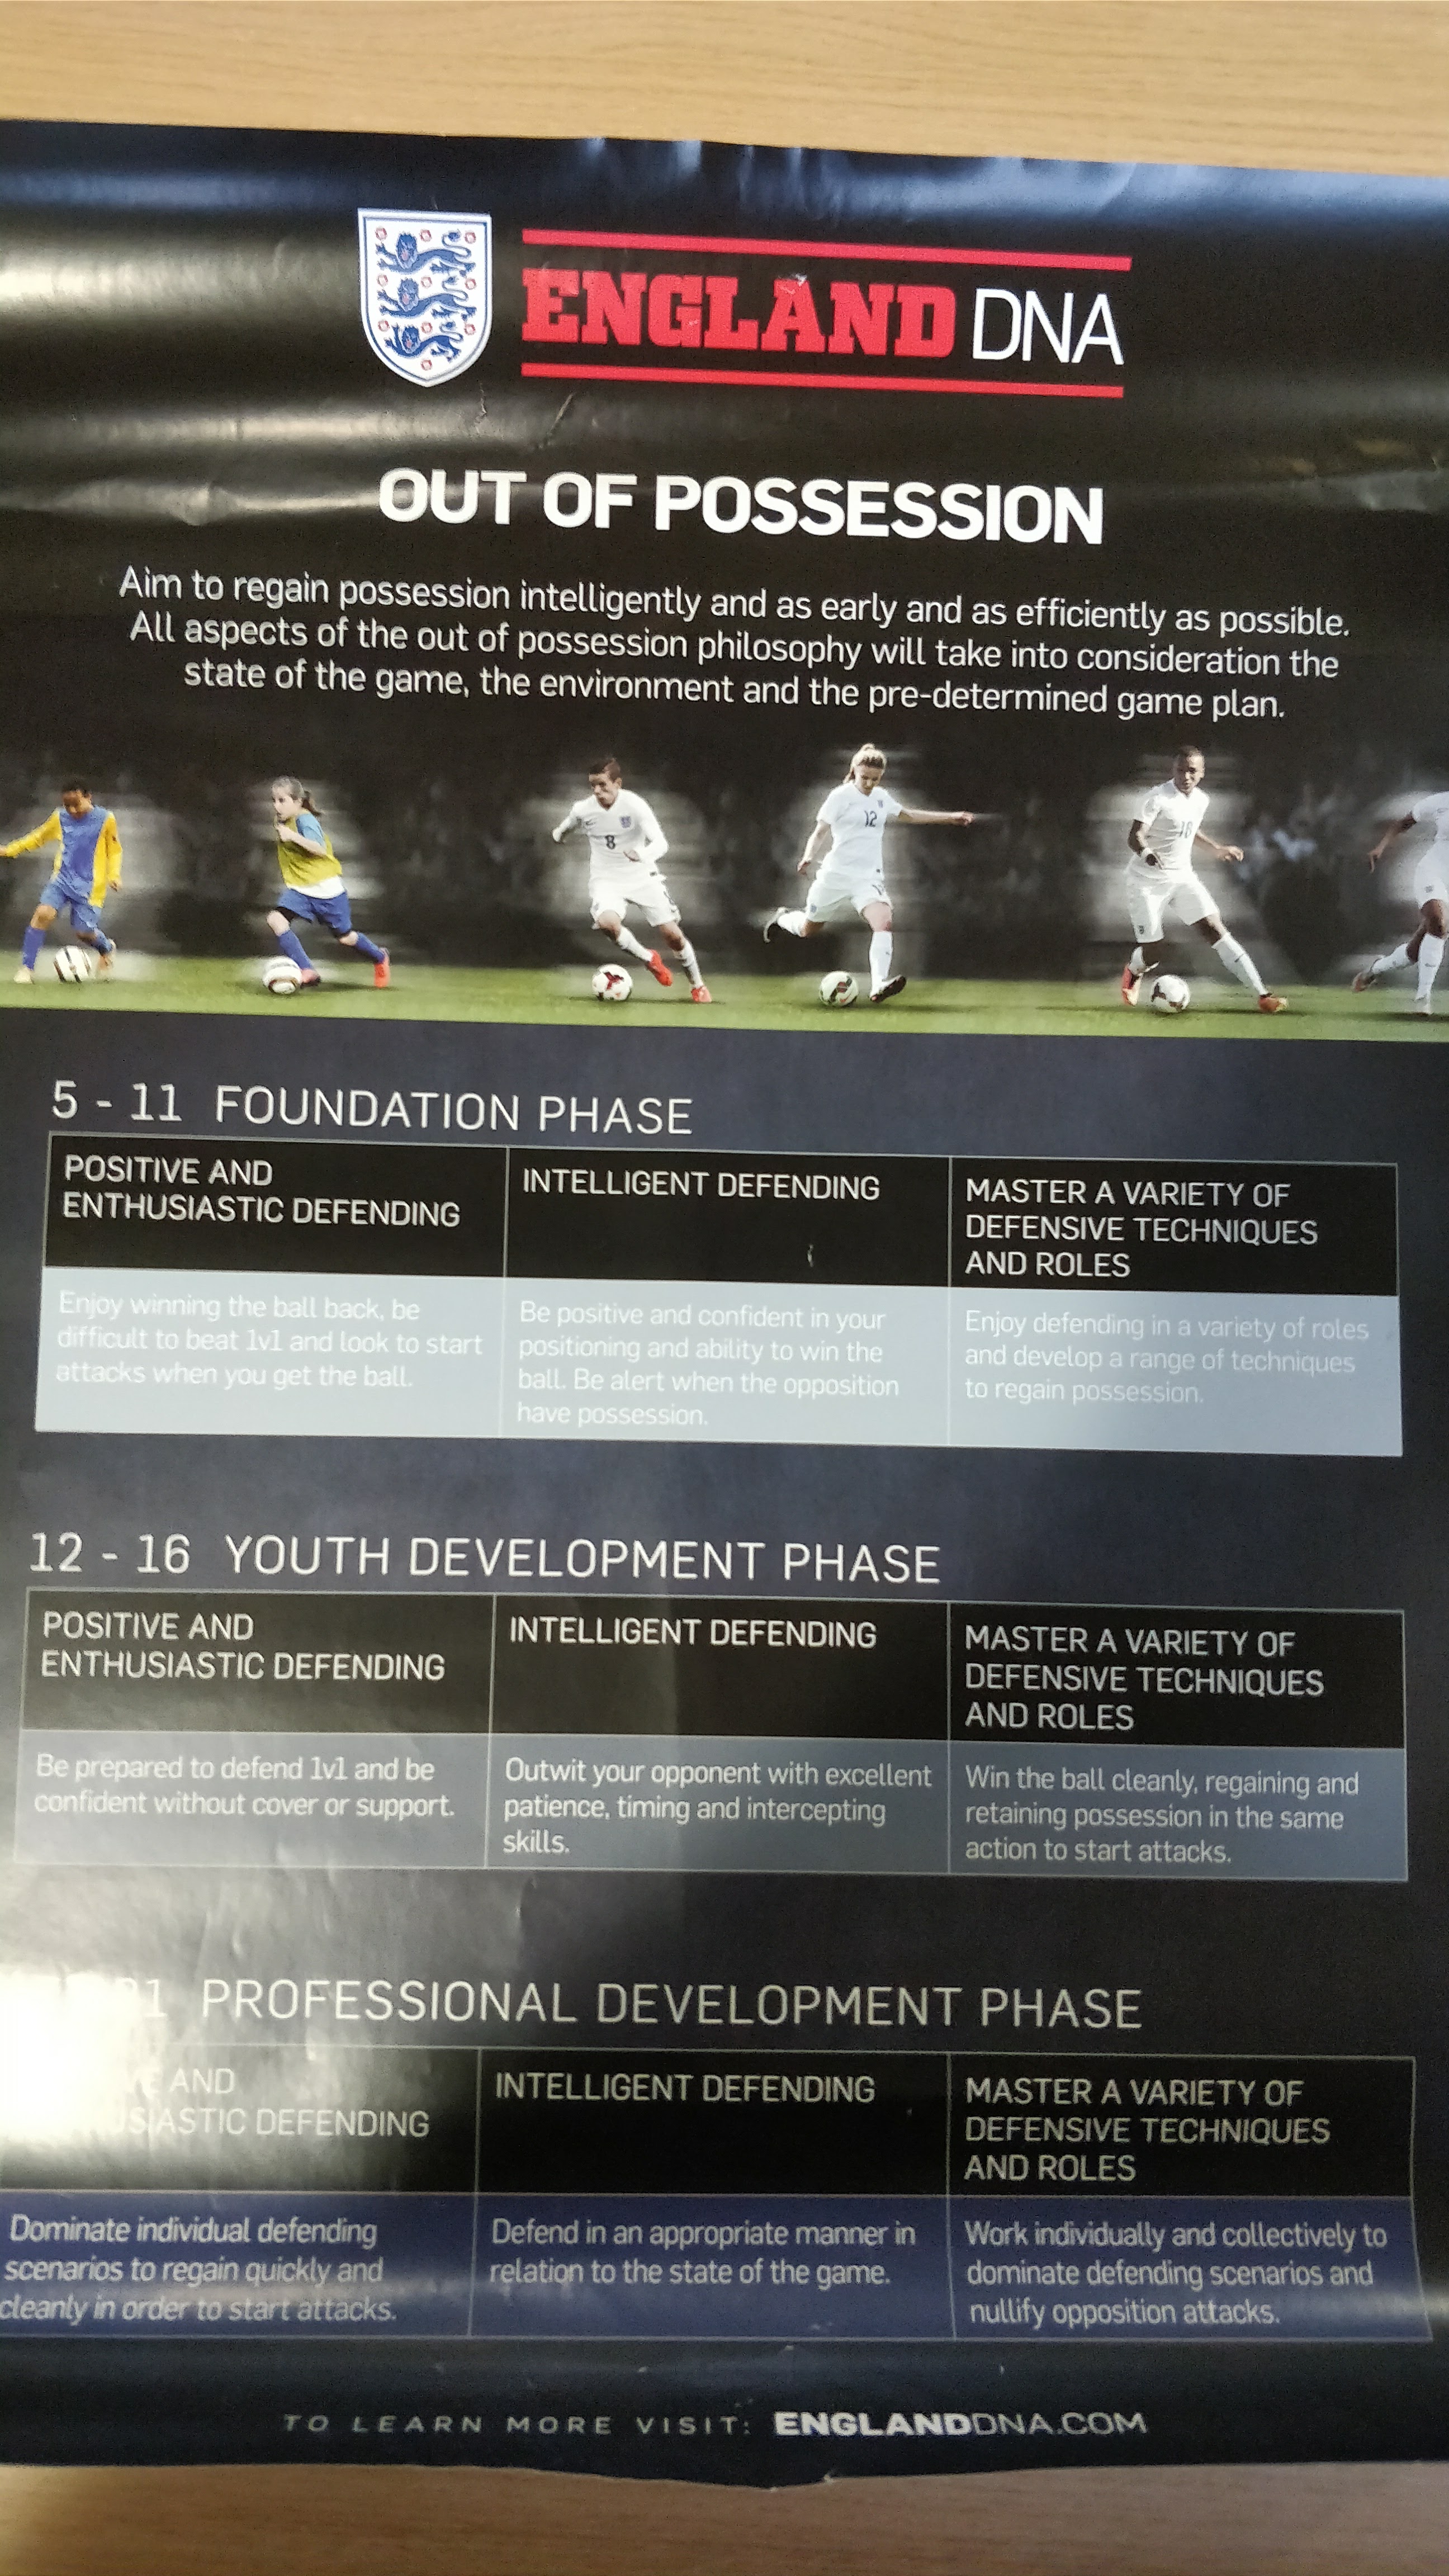 ENGLAND DNA
OUT OF POSSESSION
Aim to regain possession intelligently and as early and as efficiently as possible.
All aspects of the out of possession philosophy will take into consideration the
state of the game, the environment and the pre-determined game plan.
8
12
5 - 11 FOUNDATION PHASE
POSITIVE AND
ENTHUSIASTIC DEFENDING
Enjoy winning the ball back, be
difficult to beat 1v1 and look to start
attacks when you get the ball.
INTELLIGENT DEFENDING
Be positive and confident in your
positioning and ability to win the
ball. Be alert when the opposition
have possession.
MASTER A VARIETY OF
DEFENSIVE TECHNIQUES
AND ROLES
Enjoy defending in a variety of roles
and develop a range of techniques
to regain possession.
12 - 16 YOUTH DEVELOPMENT PHASE
POSITIVE AND
ENTHUSIASTIC DEFENDING
Be prepared to defend 1v1 and be
confident without cover or support.
INTELLIGENT DEFENDING
Outwit your opponent with excellent
patience, timing and intercepting
skills.
MASTER A VARIETY OF
DEFENSIVE TECHNIQUES
AND ROLES
Win the ball cleanly, regaining and
retaining possession in the same
action to start attacks.
PROFESSIONAL DEVELOPMENT PHASE
AND
DEFENDING
Dominate individual defending
scenarios to regain quickly and
cleanly in order to start attacks.
INTELLIGENT DEFENDING
Defend in an appropriate manner in
relation to the state of the game.
MASTER A VARIETY OF
DEFENSIVE TECHNIQUES
AND ROLES
Work individually and collectively to
dominate defending scenarios and
nullify opposition attacks.
TO LEARN MORE VISIT: ENGLANDDNA.COM